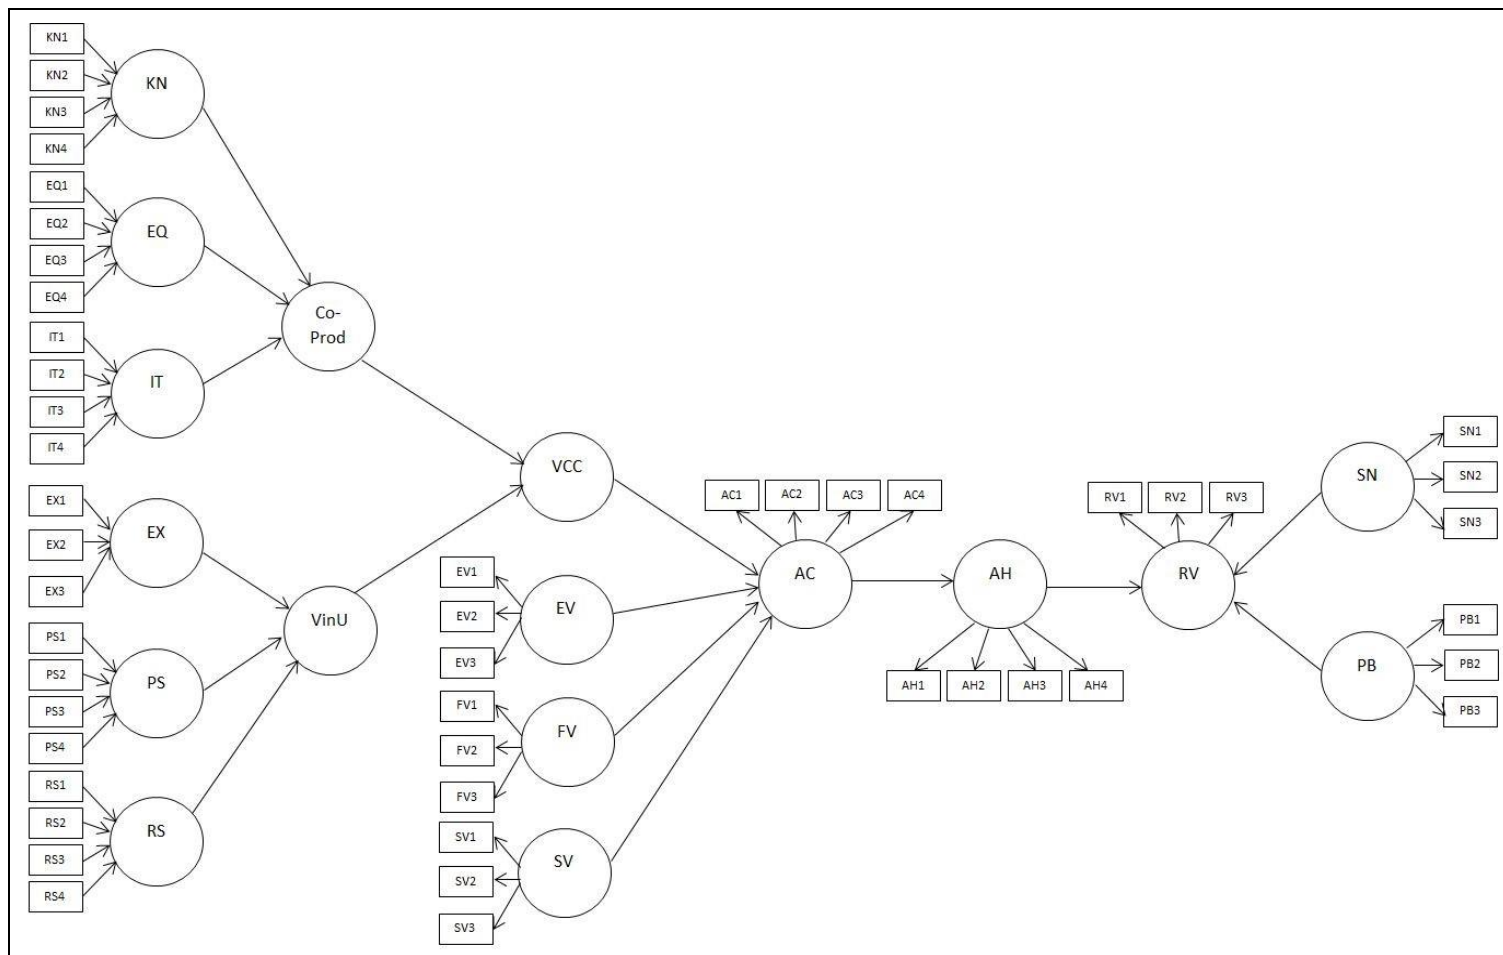 KN1
KN2
KN3
KN4
KN
EQ1
EQ2
EQ3
EQ4
EQ
IT1
IT2
IT3
IT4
IT
Co-
Prod
EX1
EX2
EX3
EX
PS1
PS2
PS3
PS4
PS
RS1
RS2
RS3
RS4
RS
VinU
VCC
EV1
EV2
EV3
EV
FV1
FV2
FV3
FV
SV1
SV2
SV3
SV
AC1
AC2
AC3
AC4
AC
AH
AH1
AH2
AH3
AH4
RV1
RV2
RV3
RV
SN
SN1
SN2
SN3
PB
PB1
PB2
PB3